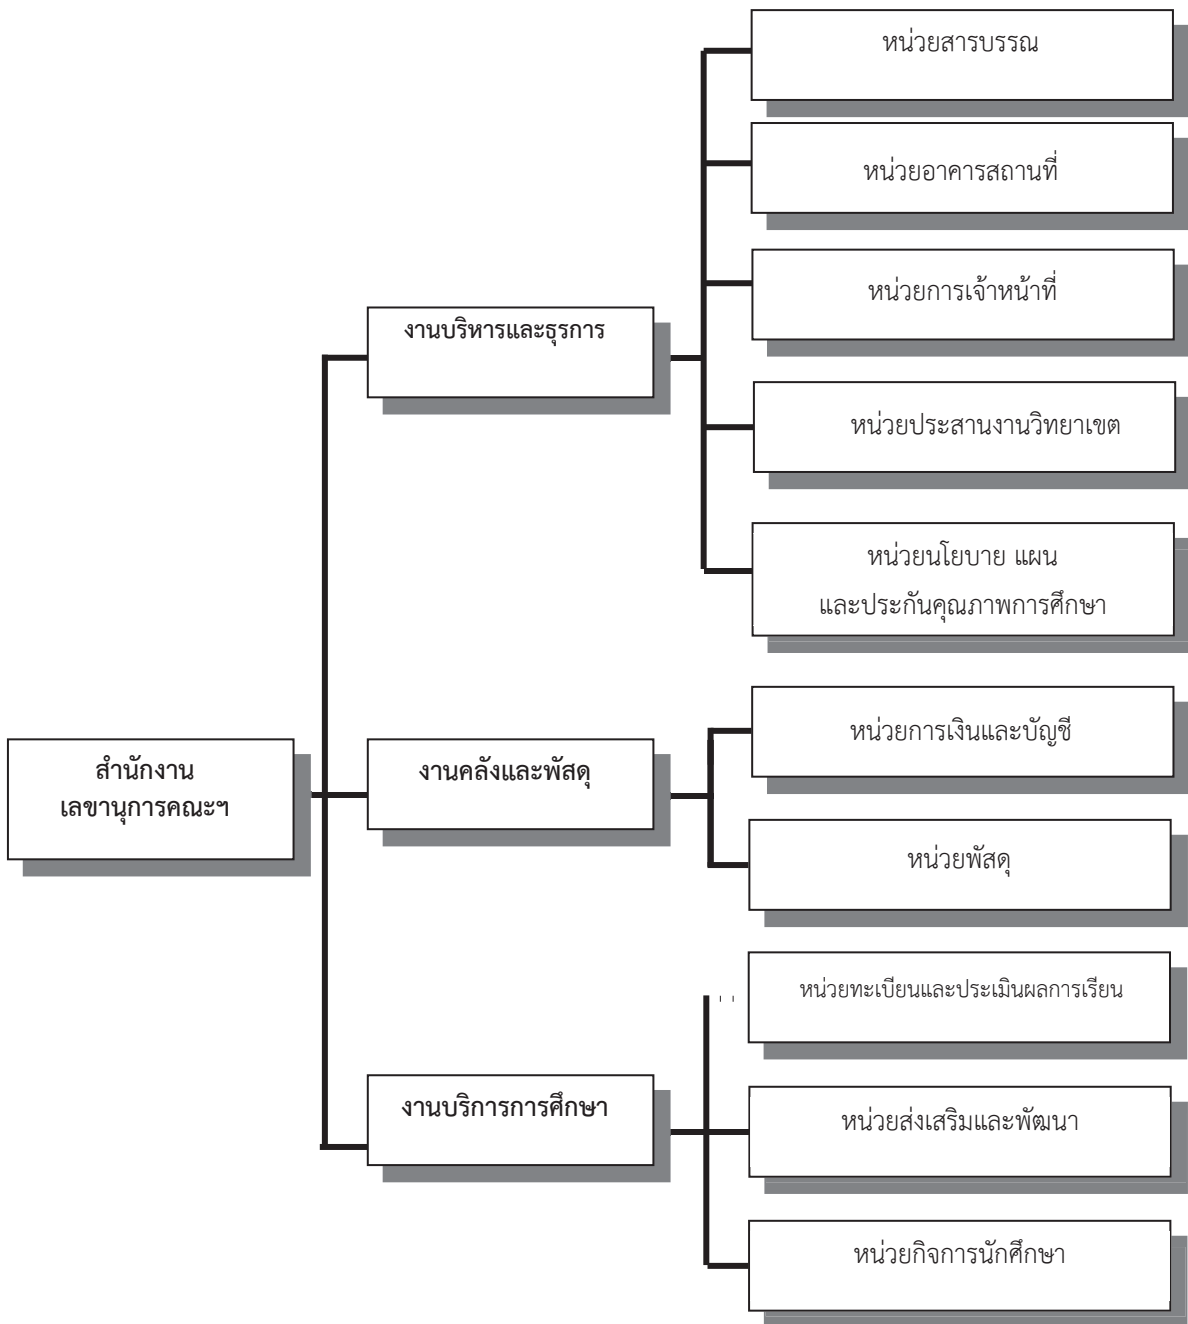 สำนักงาน
เลขานุการคณะฯ
งานบริหารและธุรการ
หน่วยสารบรรณ
หน่วยอาคารสถานที่
หน่วยการเจ้าหน้าที่
หน่วยประสานงานวิทยาเขต
หน่วยนโยบาย แผน
และประกันคุณภาพการศึกษา
งานคลังและพัสดุ
หน่วยการเงินและบัญชี
หน่วยพัสดุ
งานบริการการศึกษา
หน่วยทะเบียนและประเมินผลการเรียน
หน่วยส่งเสริมและพัฒนา
หน่วยกิจการนักศึกษา